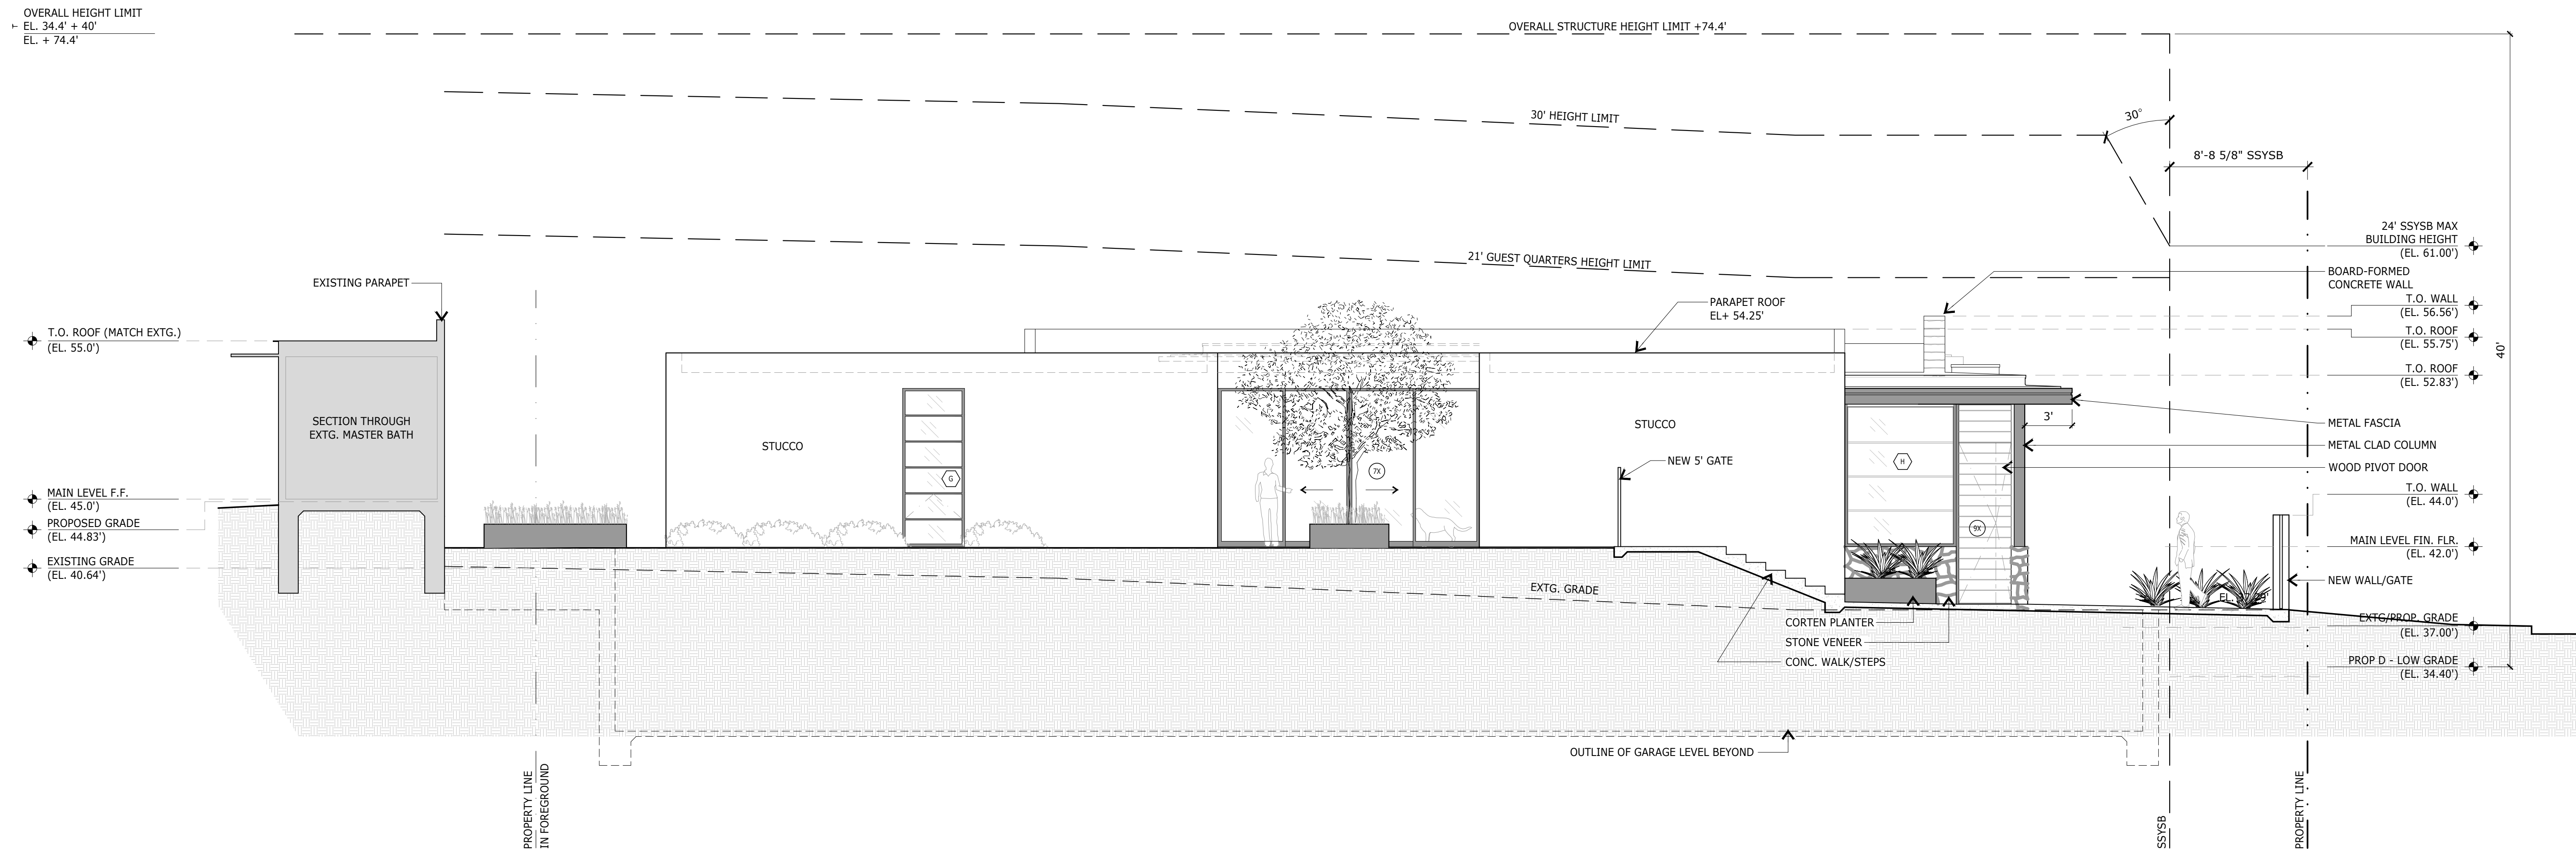 OVERALL HEIGHT LIMIT
EL. 34.4' + 40'
EL. + 74.4'
OVERALL STRUCTURE HEIGHT LIMIT +74.4'
30' HEIGHT LIMIT
30°
8'-8 5/8" SSYSB
21' GUEST QUARTERS HEIGHT LIMIT
24' SSYSB MAX
BUILDING HEIGHT
(EL. 61.00')
BOARD-FORMED
CONCRETE WALL
T.O. WALL
(EL. 56.56')
T.O. ROOF
(EL. 55.75')
40'
T.O. ROOF
(EL. 52.83')
EXISTING PARAPET
PARAPET ROOF
EL+ 54.25'
T.O. ROOF (MATCH EXTG.)
(EL. 55.0')
SECTION THROUGH
EXTG. MASTER BATH
STUCCO
STUCCO
3'
METAL FASCIA
METAL CLAD COLUMN
WOOD PIVOT DOOR
NEW 5' GATE
G
7X
H
9X
MAIN LEVEL F.F.
(EL. 45.0')
PROPOSED GRADE
(EL. 44.83')
EXISTING GRADE
(EL. 40.64')
T.O. WALL
(EL. 44.0')
MAIN LEVEL FIN. FLR.
(EL. 42.0')
NEW WALL/GATE
EXTG. GRADE
CORTEN PLANTER
STONE VENEER
CONC. WALK/STEPS
EXTG/PROP. GRADE
(EL. 37.00')
PROP D - LOW GRADE
(EL. 34.40')
OUTLINE OF GARAGE LEVEL BEYOND
PROPERTY LINE
IN FOREGROUND
SSYSB
PROPERTY LINE